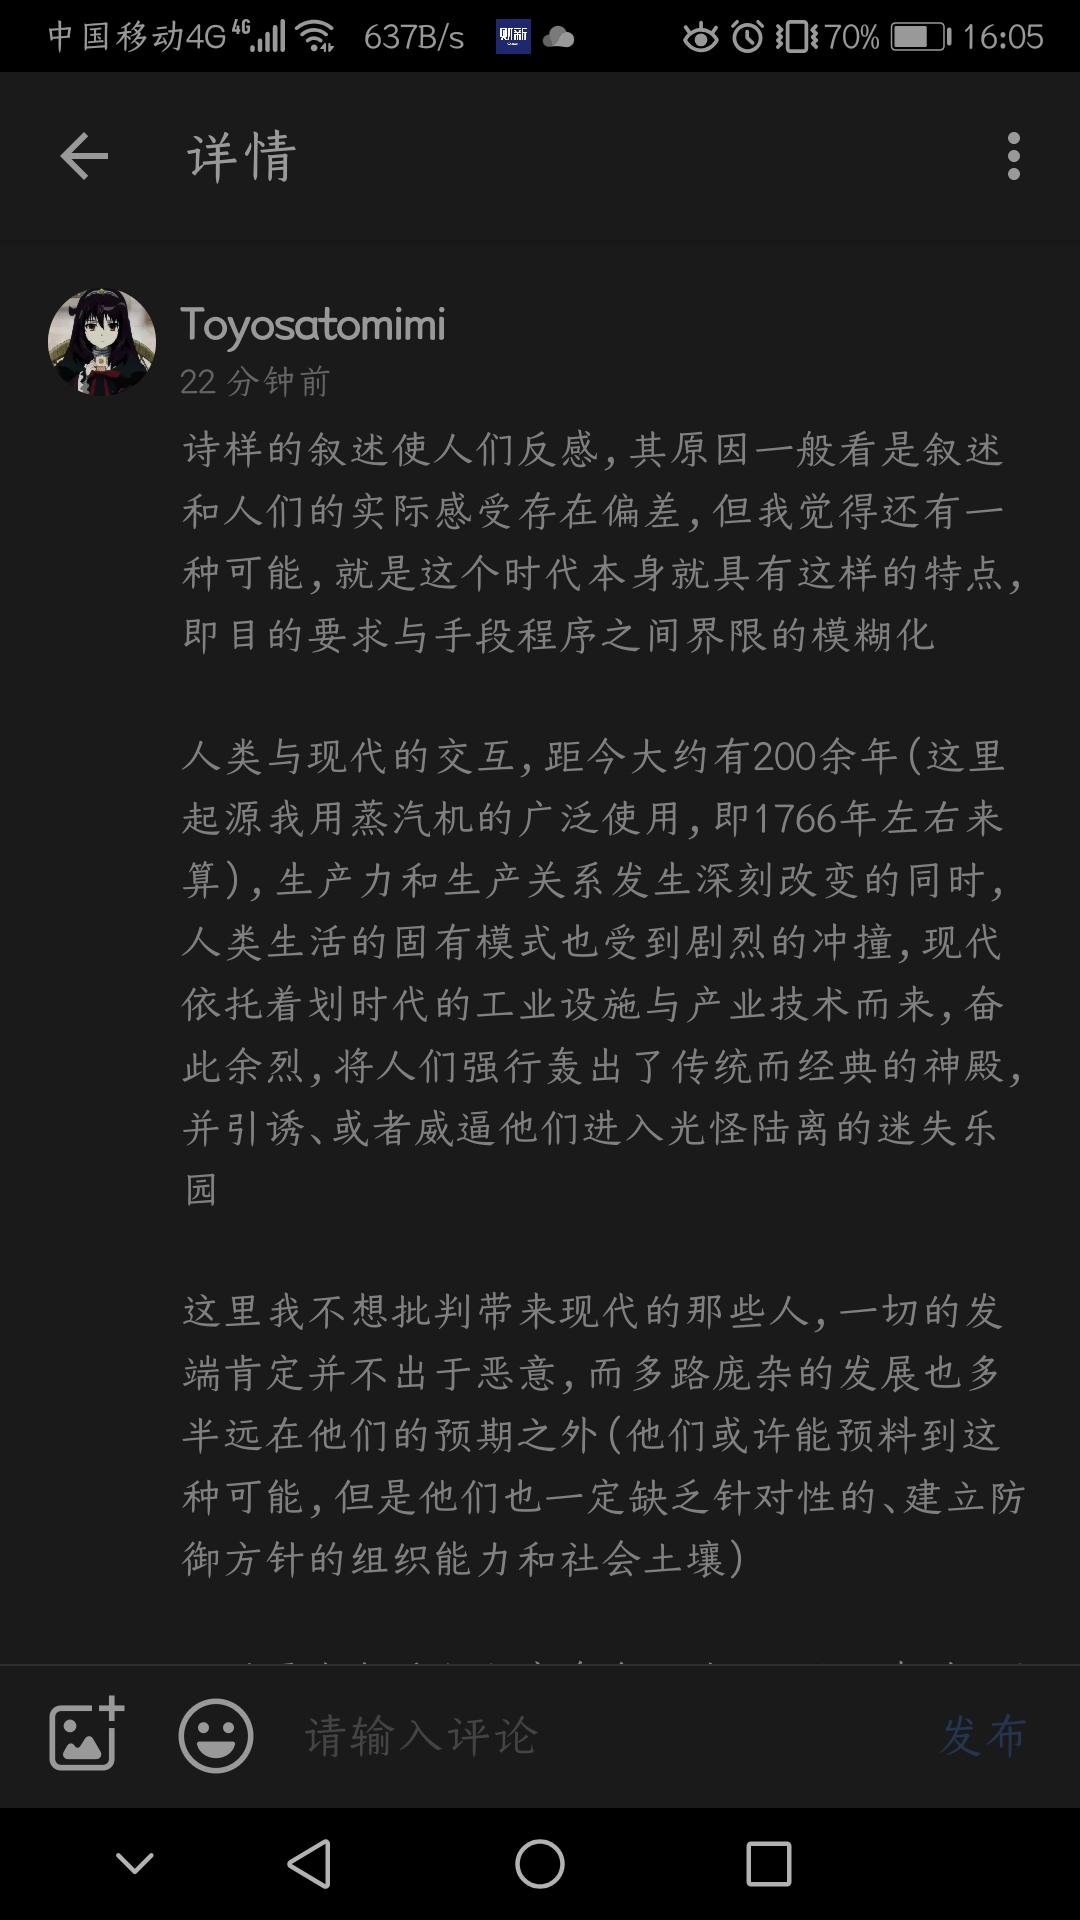 中国移动4G 4G 637B/s 财新 70% 16:05
详情
Toyosatomimi
22 分钟前
诗样的叙述使人们反感,其原因一般看是叙述
和人们的实际感受存在偏差,但我觉得还有一
种可能,就是这个时代本身就具有这样的特点,
即目的要求与手段程序之间界限的模糊化
人类与现代的交互,距今大约有200余年(这里
起源我用蒸汽机的广泛使用,即1766年左右来
算),生产力和生产关系发生深刻改变的同时,
人类生活的固有模式也受到剧烈的冲撞,现代
依托着划时代的工业设施与产业技术而来,奋
此余烈,将人们强行轰出了传统而经典的神殿,
并引诱、或者威逼他们进入光怪陆离的迷失乐
园
这里我不想批判带来现代的那些人,一切的发
端肯定并不出于恶意,而多路庞杂的发展也多
半远在他们的预期之外(他们或许能预料到这
种可能,但是他们也一定缺乏针对性的、建立防
御方针的组织能力和社会土壤)
请输入评论
发布